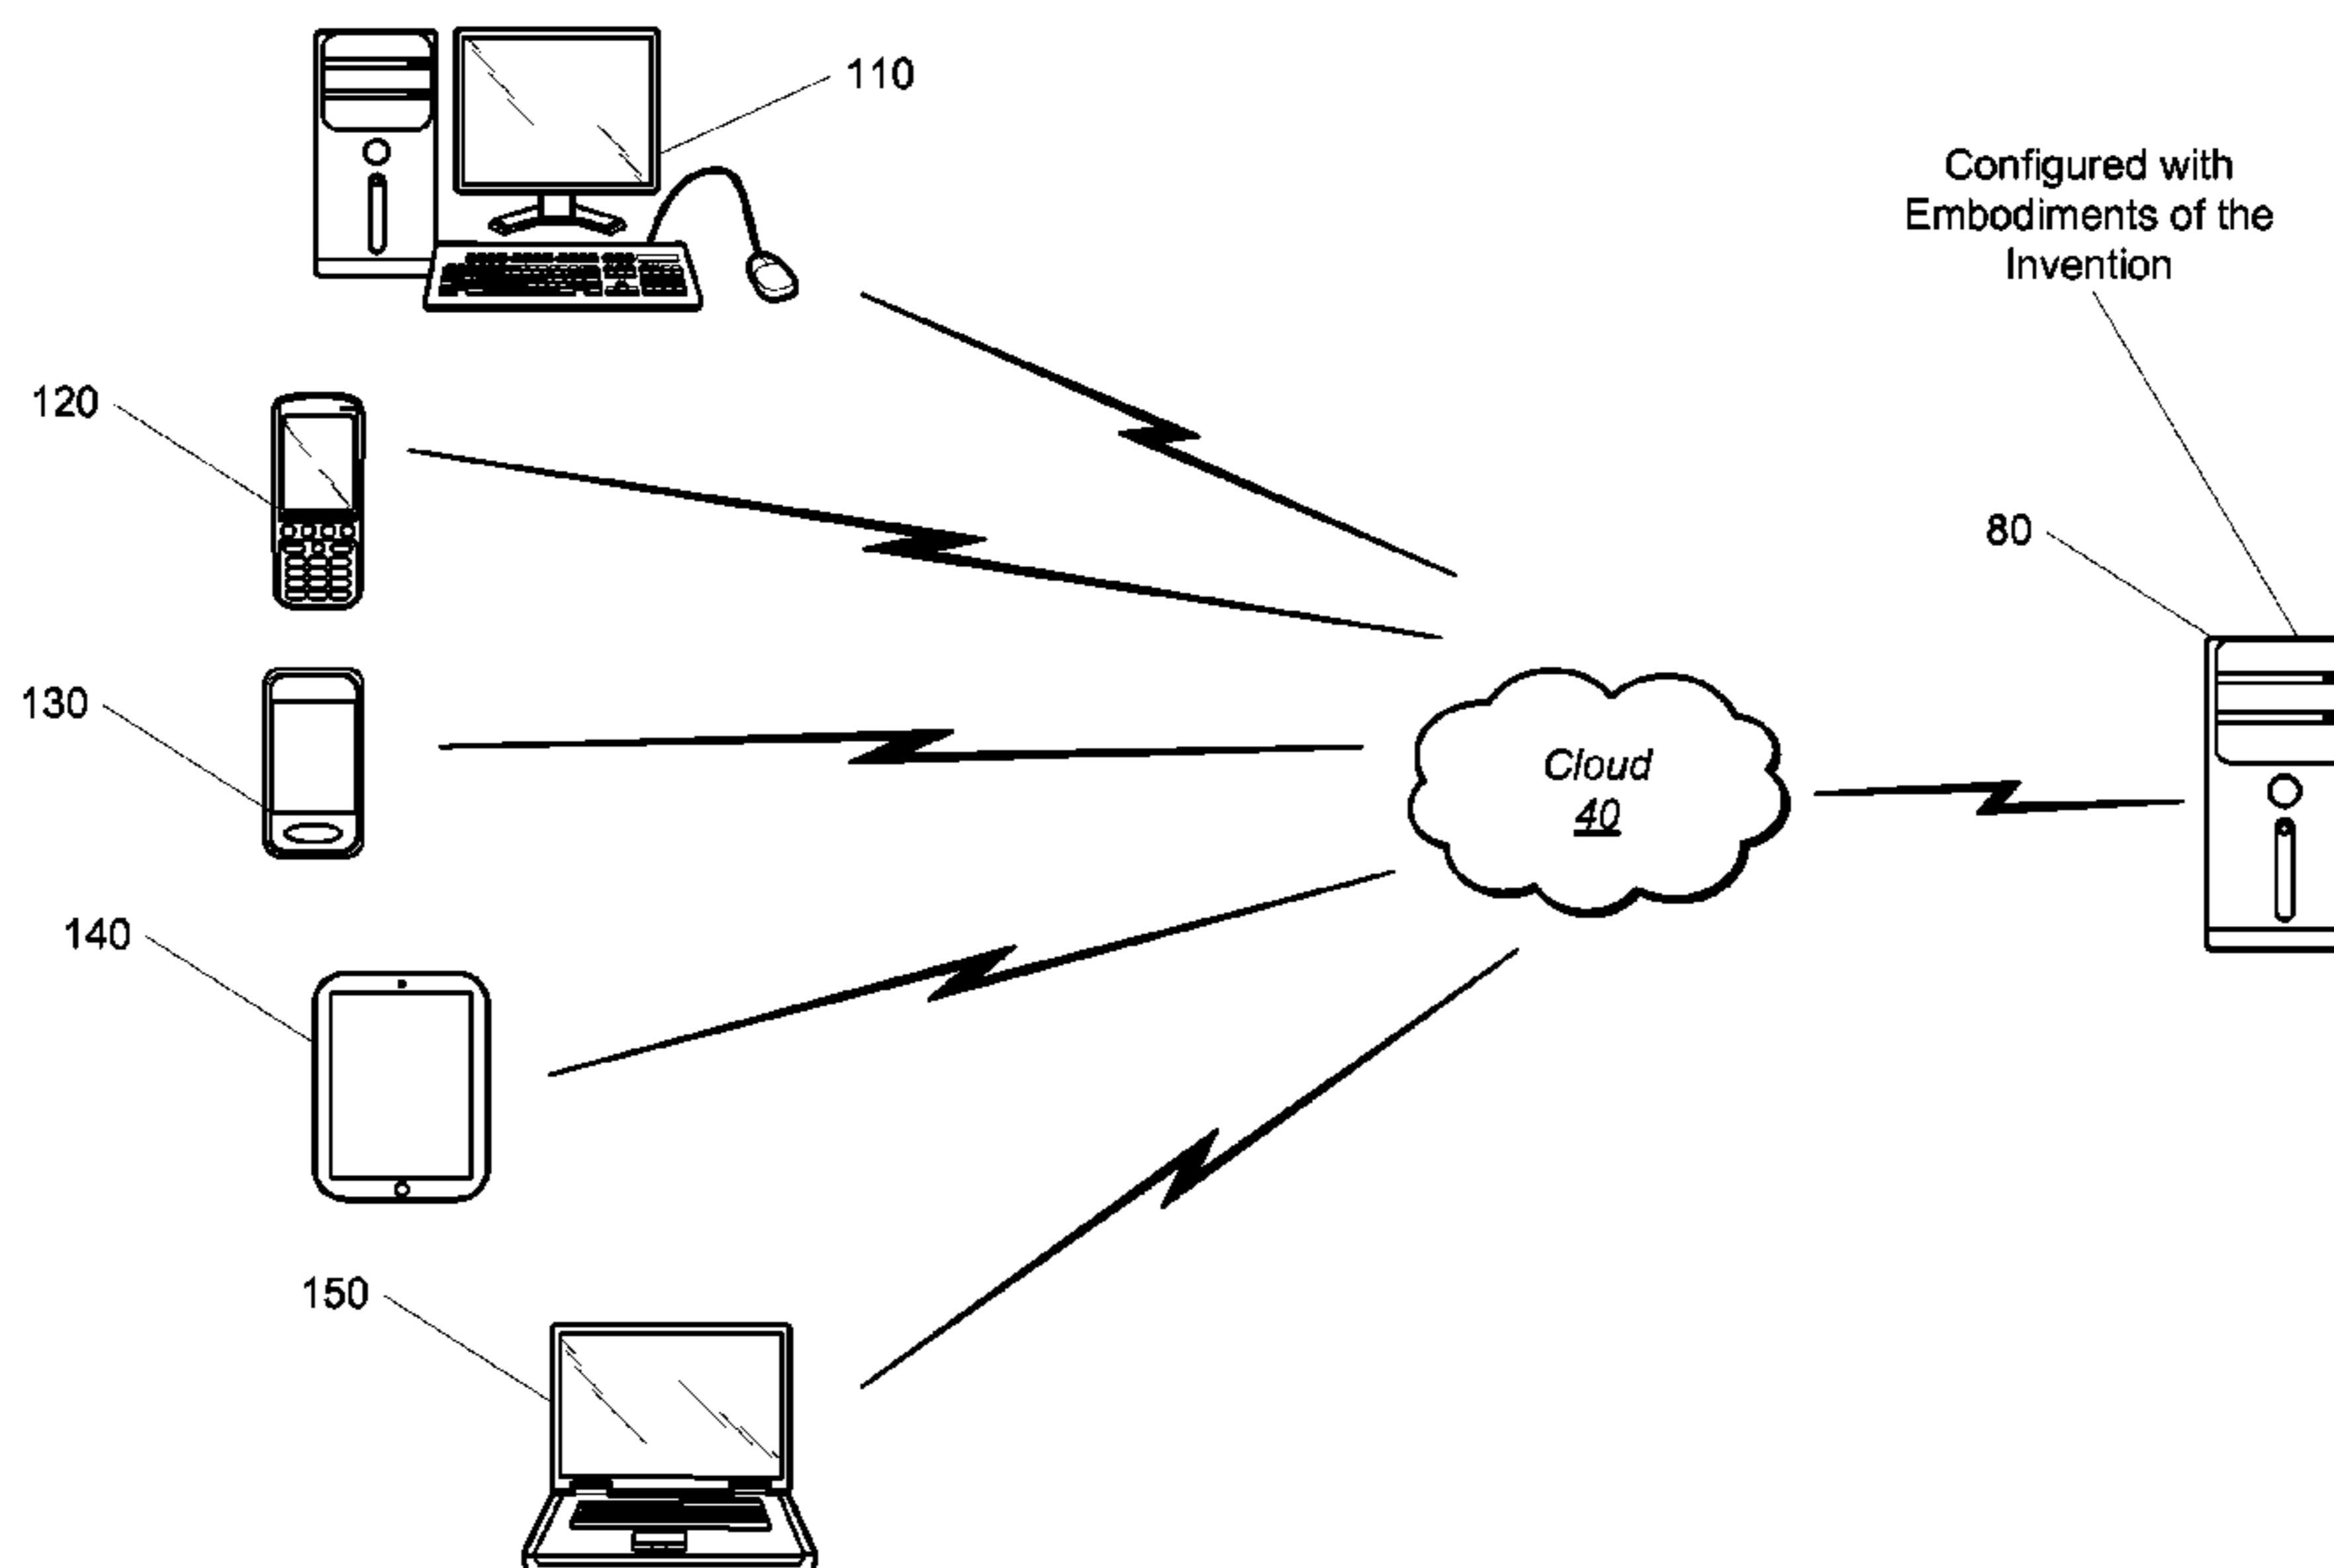 110
Configured with
Embodiments of the
Invention
120
80
130
Cloud
40
140
150